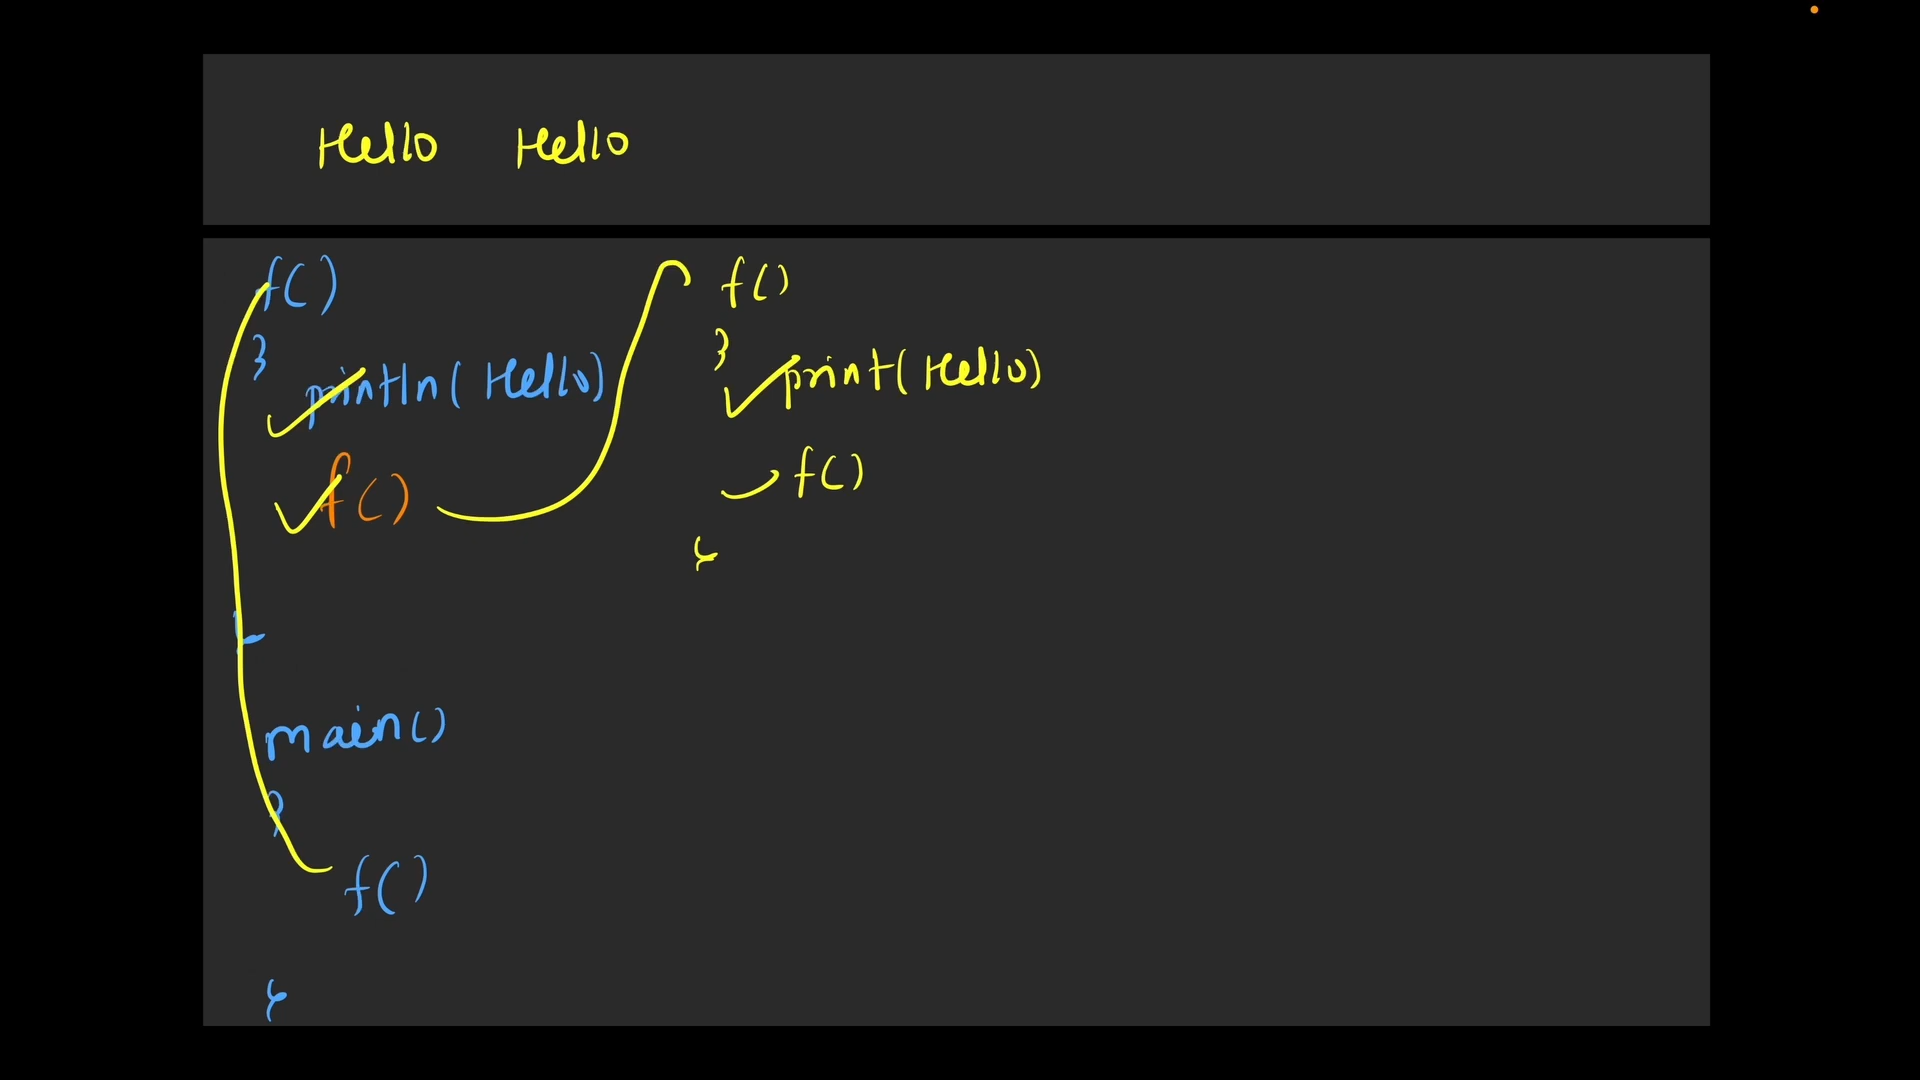 Hello Hello
f()
{
println(Hello)
f()
}
main()
{
f()
}
f()
{
print(Hello)
f()
}